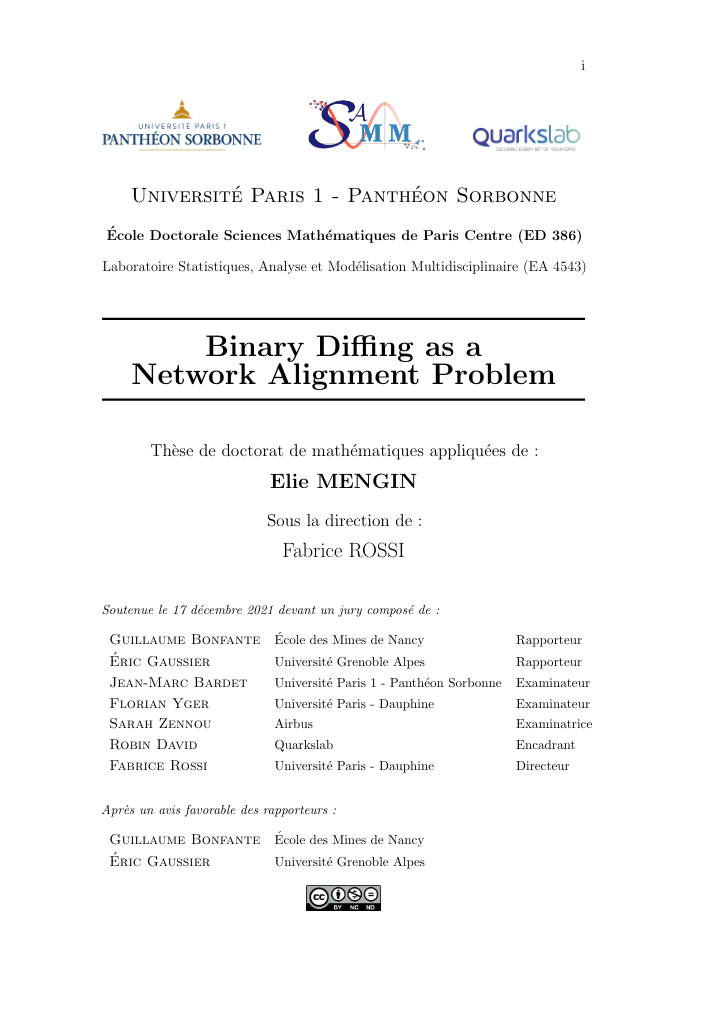 i
UNIVERSITÉ PARIS 1
PANTHÉON SORBONNE
SAMM
Quarkslab
SECURING EVERY BIT OF YOUR DATA
Université Paris 1 - Panthéon Sorbonne
École Doctorale Sciences Mathématiques de Paris Centre (ED 386)
Laboratoire Statistiques, Analyse et Modélisation Multidisciplinaire (EA 4543)
Binary Diffing as a
Network Alignment Problem
Thèse de doctorat de mathématiques appliquées de :
Elie MENGIN
Sous la direction de :
Fabrice ROSSI
Soutenue le 17 décembre 2021 devant un jury composé de :
Guillaume Bonfante École des Mines de Nancy Rapporteur
Éric Gaussier Université Grenoble Alpes Rapporteur
Jean-Marc Bardet Université Paris 1 - Panthéon Sorbonne Examinateur
Florian Yger Université Paris - Dauphine Examinateur
Sarah Zennou Airbus Examinatrice
Robin David Quarkslab Encadrant
Fabrice Rossi Université Paris - Dauphine Directeur
Après un avis favorable des rapporteurs :
Guillaume Bonfante École des Mines de Nancy
Éric Gaussier Université Grenoble Alpes
cc BY NC ND